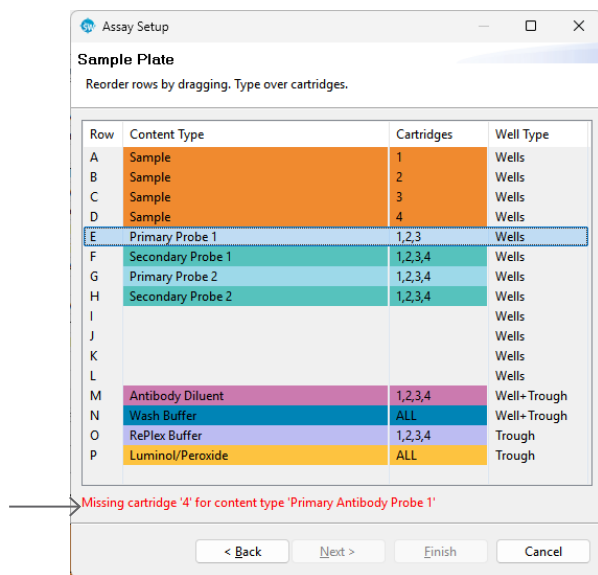 SW Assay Setup
Sample Plate
Reorder rows by dragging. Type over cartridges.
Row Content Type Cartridges Well Type
A Sample 1 Wells
B Sample 2 Wells
C Sample 3 Wells
D Sample 4 Wells
E Primary Probe 1 1,2,3 Wells
F Secondary Probe 1 1,2,3,4 Wells
G Primary Probe 2 1,2,3,4 Wells
H Secondary Probe 2 1,2,3,4 Wells
I Wells
J Wells
K Wells
L Wells
M Antibody Diluent 1,2,3,4 Well+Trough
N Wash Buffer ALL Well+Trough
O RePlex Buffer 1,2,3,4 Trough
P Luminol/Peroxide ALL Trough
Missing cartridge '4' for content type 'Primary Antibody Probe 1'
< Back Next > Finish Cancel